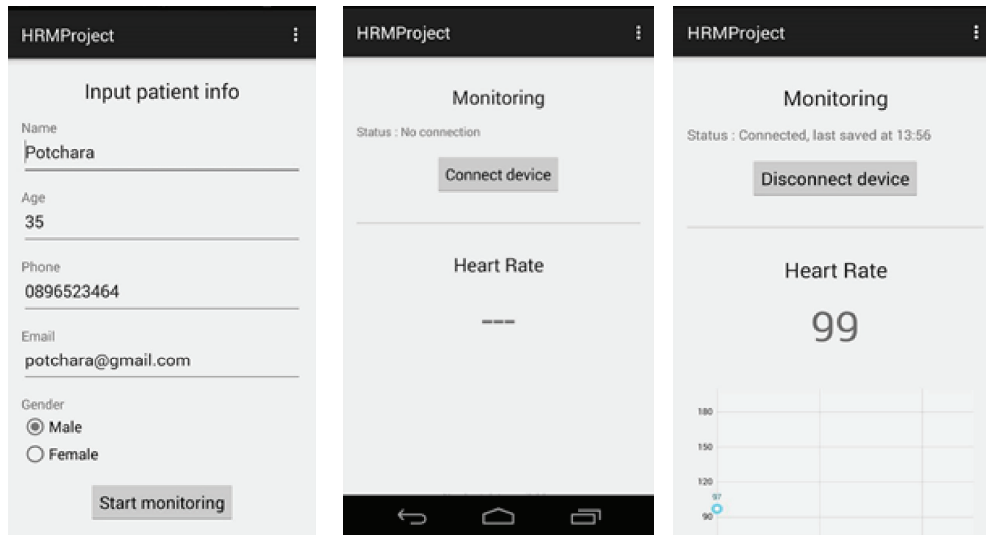 HRMProject
Input patient info
Name
Potchara
Age
35
Phone
0896523464
Email
potchara@gmail.com
Gender
Male
Female
Start monitoring
HRMProject
Monitoring
Status : No connection
Connect device
Heart Rate
---
HRMProject
Monitoring
Status : Connected, last saved at 13:56
Disconnect device
Heart Rate
99
180
150
120
97
90